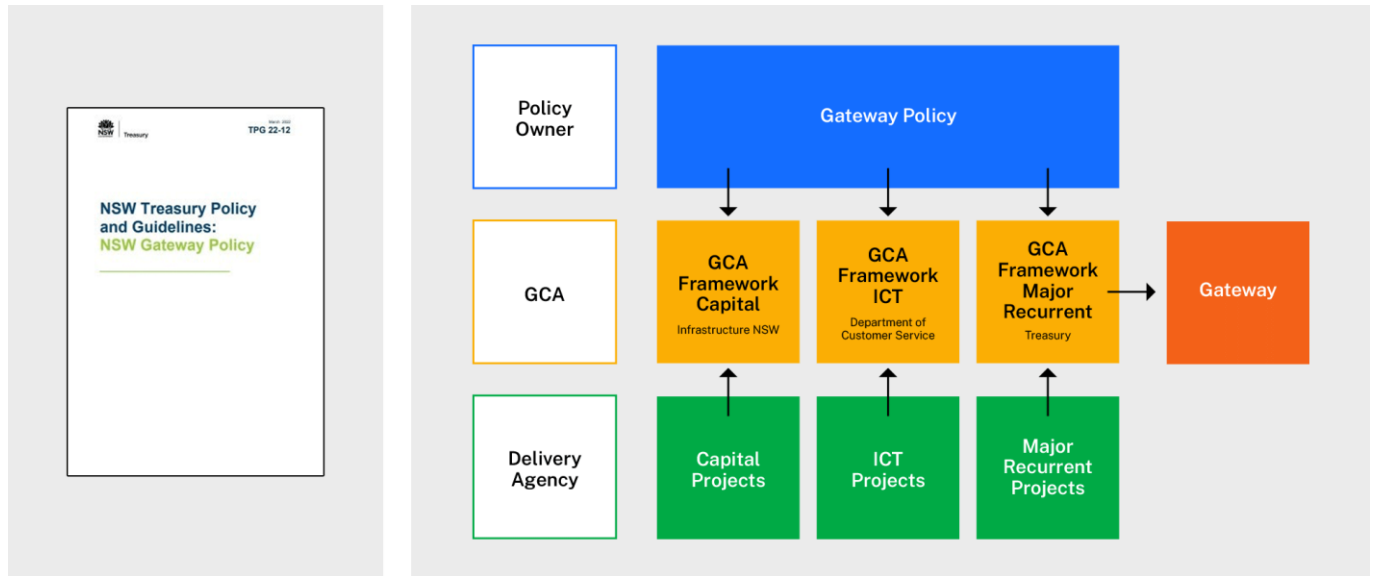 March 2022
NSW
Treasury
TPG 22-12
NSW Treasury Policy
and Guidelines:
NSW Gateway Policy
Policy
Owner
Gateway Policy
GCA
GCA
Framework
Capital
Infrastructure NSW
GCA
Framework
ICT
Department of
Customer Service
GCA
Framework
Major
Recurrent
Treasury
Gateway
Delivery
Agency
Capital
Projects
ICT
Projects
Major
Recurrent
Projects